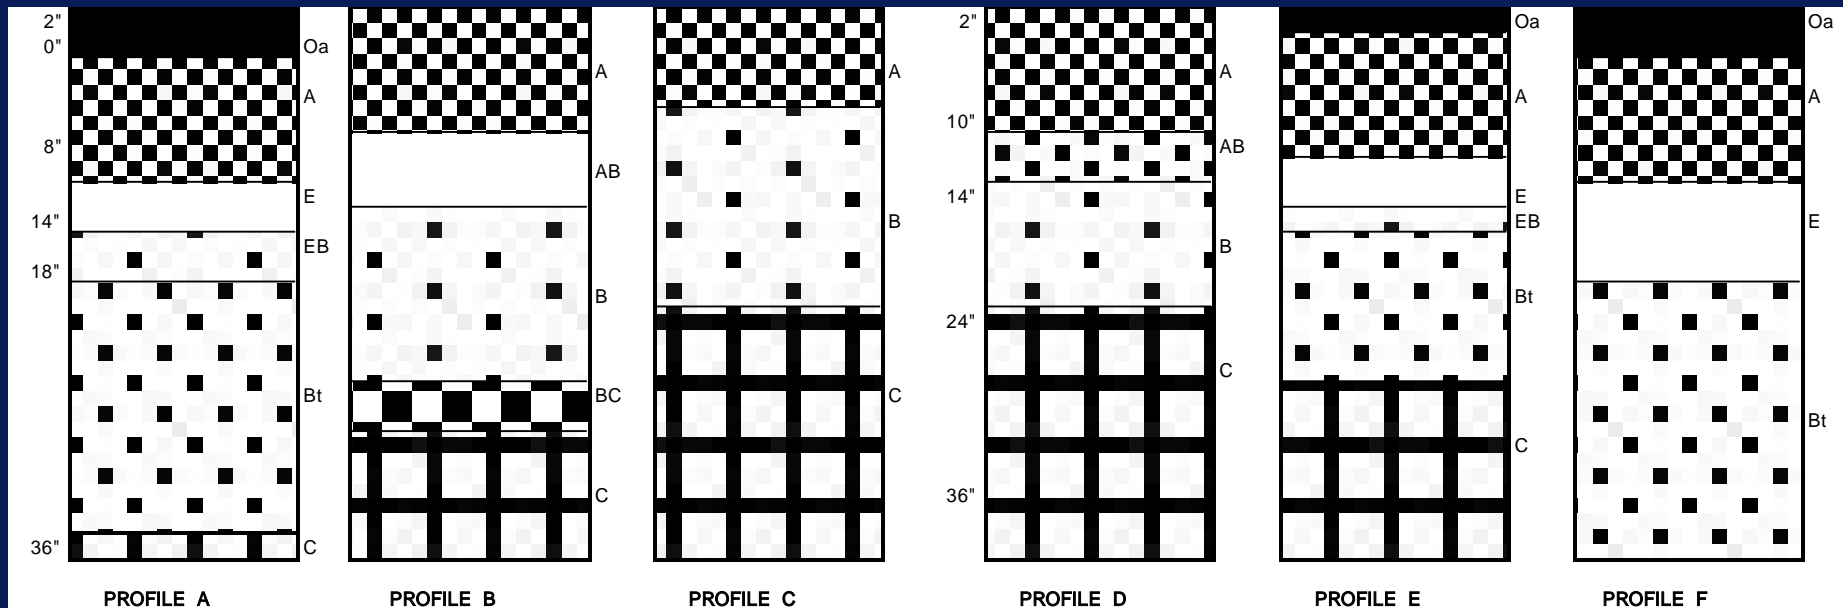 2"
0"
8"
14"
18"
36"
Oa
A
E
EB
Bt
C
PROFILE A
A
AB
B
BC
C
PROFILE B
A
B
C
PROFILE C
2"
10"
14"
24"
36"
A
AB
B
C
PROFILE D
Oa
A
E
EB
Bt
C
PROFILE E
Oa
A
E
Bt
PROFILE F